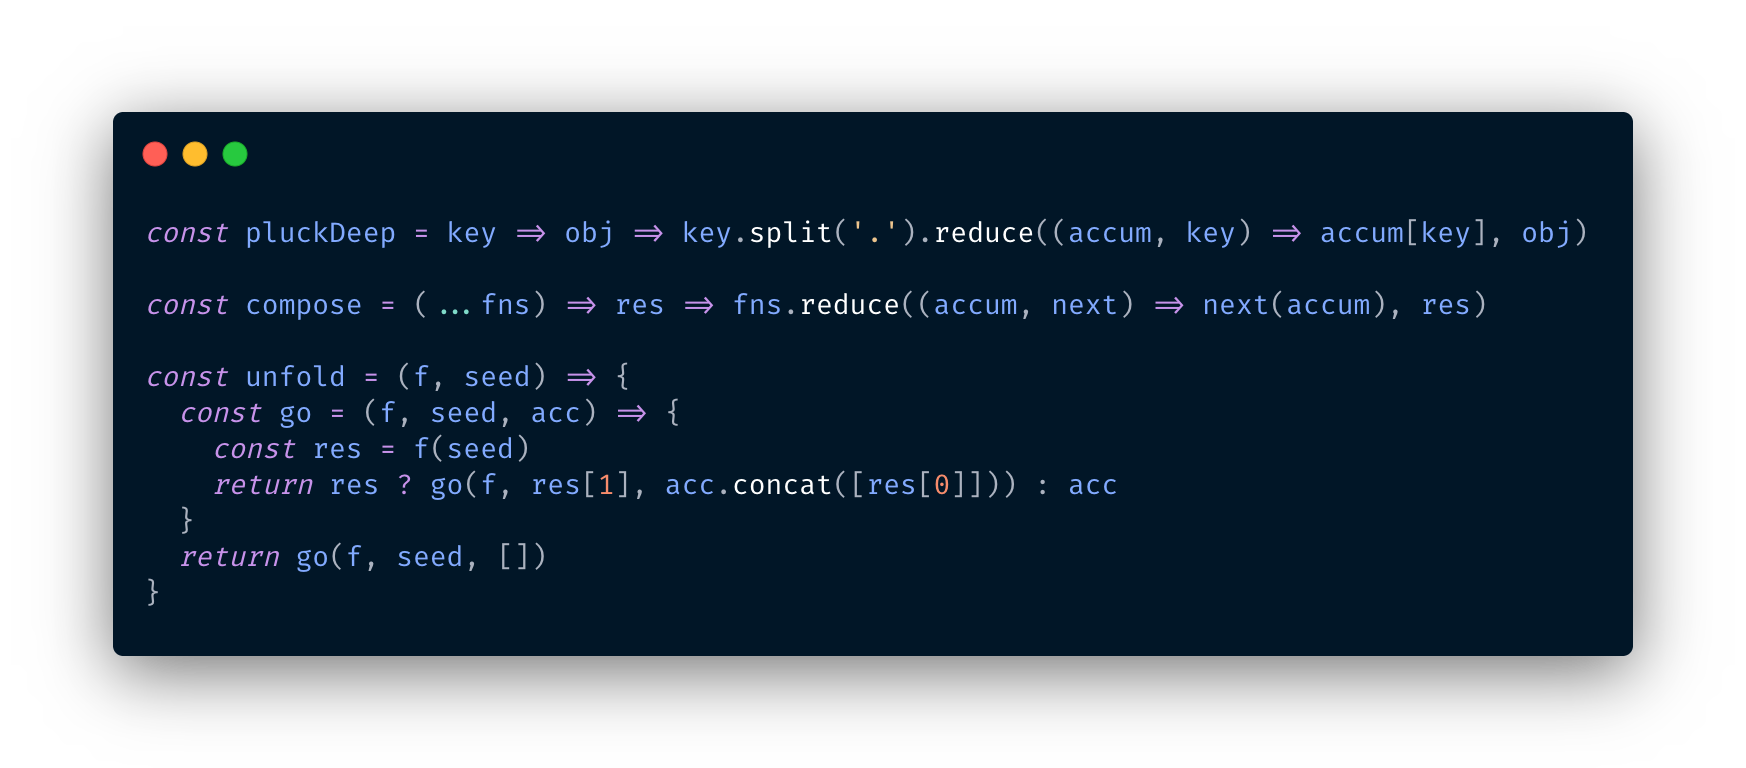 const pluckDeep = key => obj => key.split('.').reduce((accum, key) => accum[key], obj)

const compose = (...fns) => res => fns.reduce((accum, next) => next(accum), res)

const unfold = (f, seed) => {
  const go = (f, seed, acc) => {
    const res = f(seed)
    return res ? go(f, res[1], acc.concat([res[0]])) : acc
  }
  return go(f, seed, [])
}